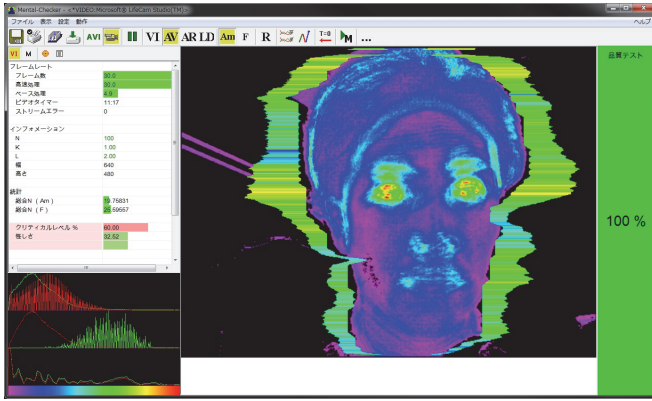 Mental-Checker - <*VIDEO:Microsoft® LifeCam Studio(TM)>
ファイル 表示 設定 動作 ヘルプ
AVI VI AV AR LD Am F R T=0 M ...
VI M
フレームレート
フレーム数 30.0
高速処理 30.0
ベース処理 4.9
ビデオタイマー 11:17
ストリームエラー 0
インフォメーション
N 100
K 1.00
L 2.00
幅 640
高さ 480
統計
総合N （Am） 19.75831
総合N （F） 26.59557
クリティカルレベル % 60.00
怪しさ 32.52
品質テスト
100 %